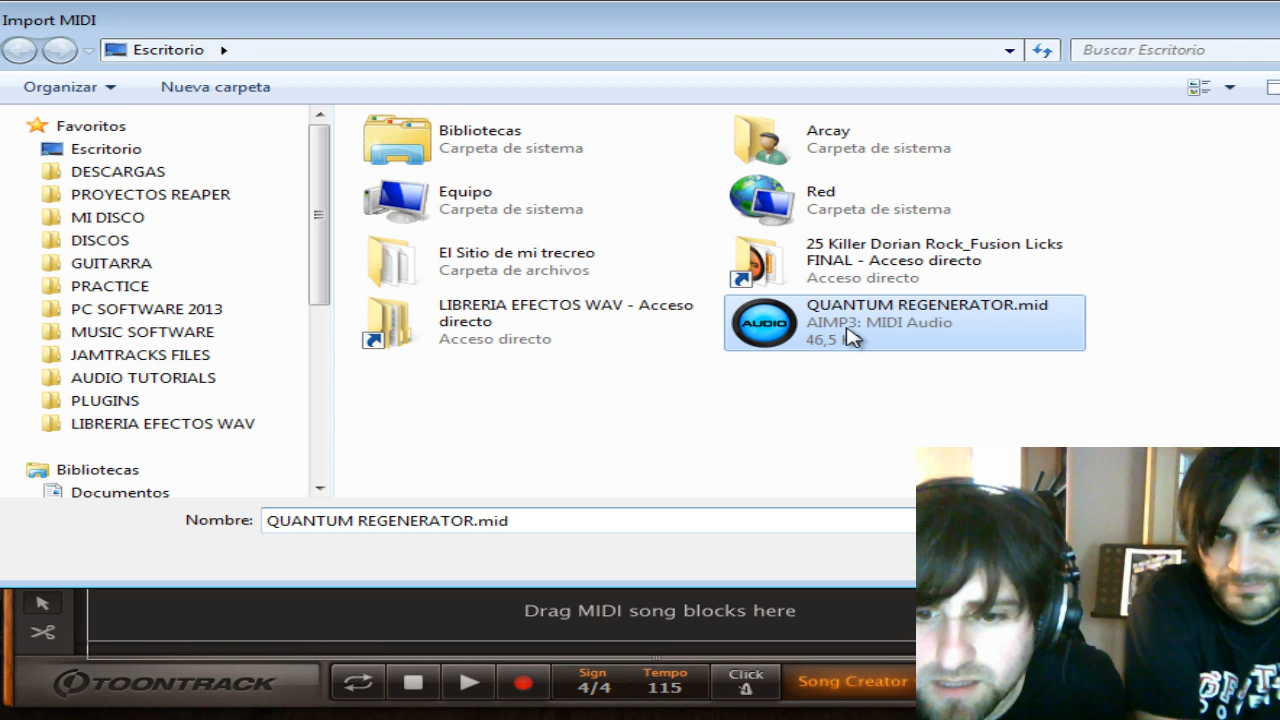 Import MIDI
Escritorio
Buscar Escritorio
Organizar
Nueva carpeta
Favoritos
Escritorio
DESCARGAS
PROYECTOS REAPER
MI DISCO
DISCOS
GUITARRA
PRACTICE
PC SOFTWARE 2013
MUSIC SOFTWARE
JAMTRACKS FILES
AUDIO TUTORIALS
PLUGINS
LIBRERIA EFECTOS WAV
Bibliotecas
Documentos
Bibliotecas
Carpeta de sistema
Arcay
Carpeta de sistema
Equipo
Carpeta de sistema
Red
Carpeta de sistema
El Sitio de mi trecreo
Carpeta de archivos
25 Killer Dorian Rock_Fusion Licks
FINAL - Acceso directo
Acceso directo
LIBRERIA EFECTOS WAV - Acceso
directo
Acceso directo
AUDIO
QUANTUM REGENERATOR.mid
AIMP3: MIDI Audio
46,5
Nombre:
QUANTUM REGENERATOR.mid
Drag MIDI song blocks here
TOONTRACK
Sign
4/4
Tempo
115
Click
Song Creator